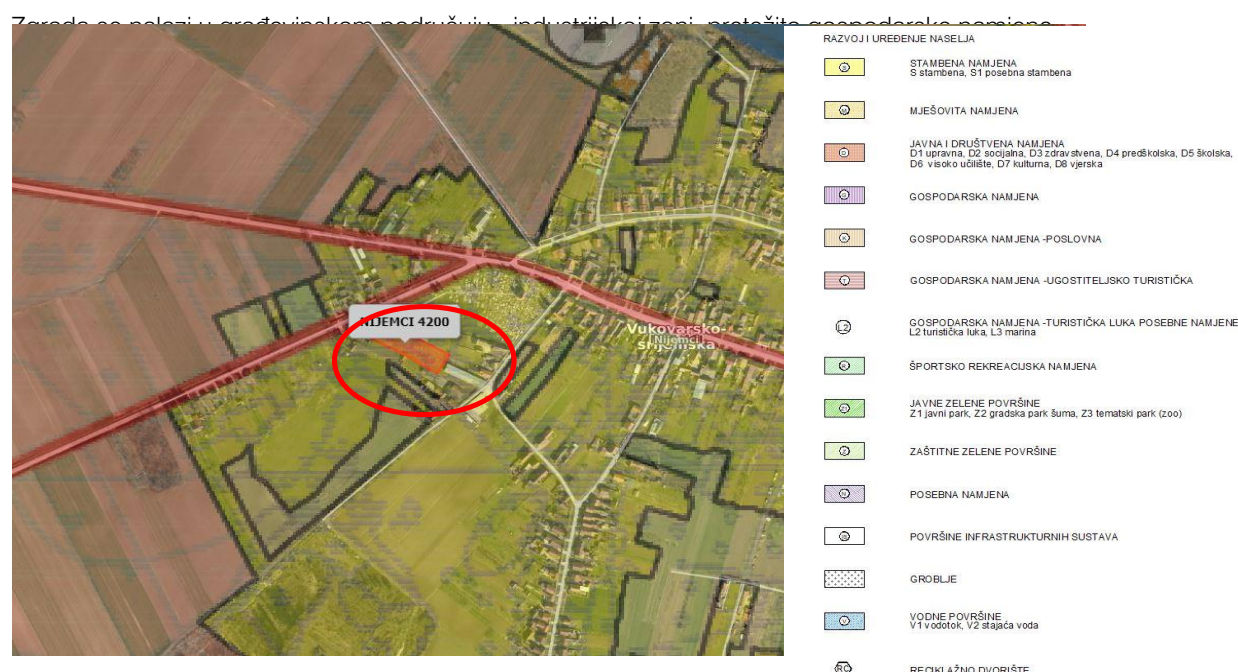 Zgrada se nalazi u građevinskom području - industrijskoj zoni, pretežito gospodarske namjene
RAZVOJ I UREĐENJE NASELJA
STAMBENA NAMJENA
S stambena, S1 posebna stambena
MJEŠOVITA NAMJENA
JAVNA I DRUŠTVENA NAMJENA
D1 upravna, D2 socijalna, D3 zdravstvena, D4 predškolska, D5 školska,
D6 visoko učilište, D7 kulturna, D8 vjerska
GOSPODARSKA NAMJENA
GOSPODARSKA NAMJENA -POSLOVNA
GOSPODARSKA NAMJENA -UGOSTITELJSKO TURISTIČKA
L2
GOSPODARSKA NAMJENA -TURISTIČKA LUKA POSEBNE NAMJENE
L2 turistička luka, L3 marina
ŠPORTSKO REKREACIJSKA NAMJENA
JAVNE ZELENE POVRŠINE
Z1 javni park, Z2 gradska park šuma, Z3 tematski park (zoo)
ZAŠTITNE ZELENE POVRŠINE
POSEBNA NAMJENA
POVRŠINE INFRASTRUKTURNIH SUSTAVA
GROBLJE
VODNE POVRŠINE
V1 vodotok, V2 stajaća voda
RECIKLAŽNO DVORIŠTE
NIJEMCI 4200
Vukovarsko-
Nijemci
srijemska